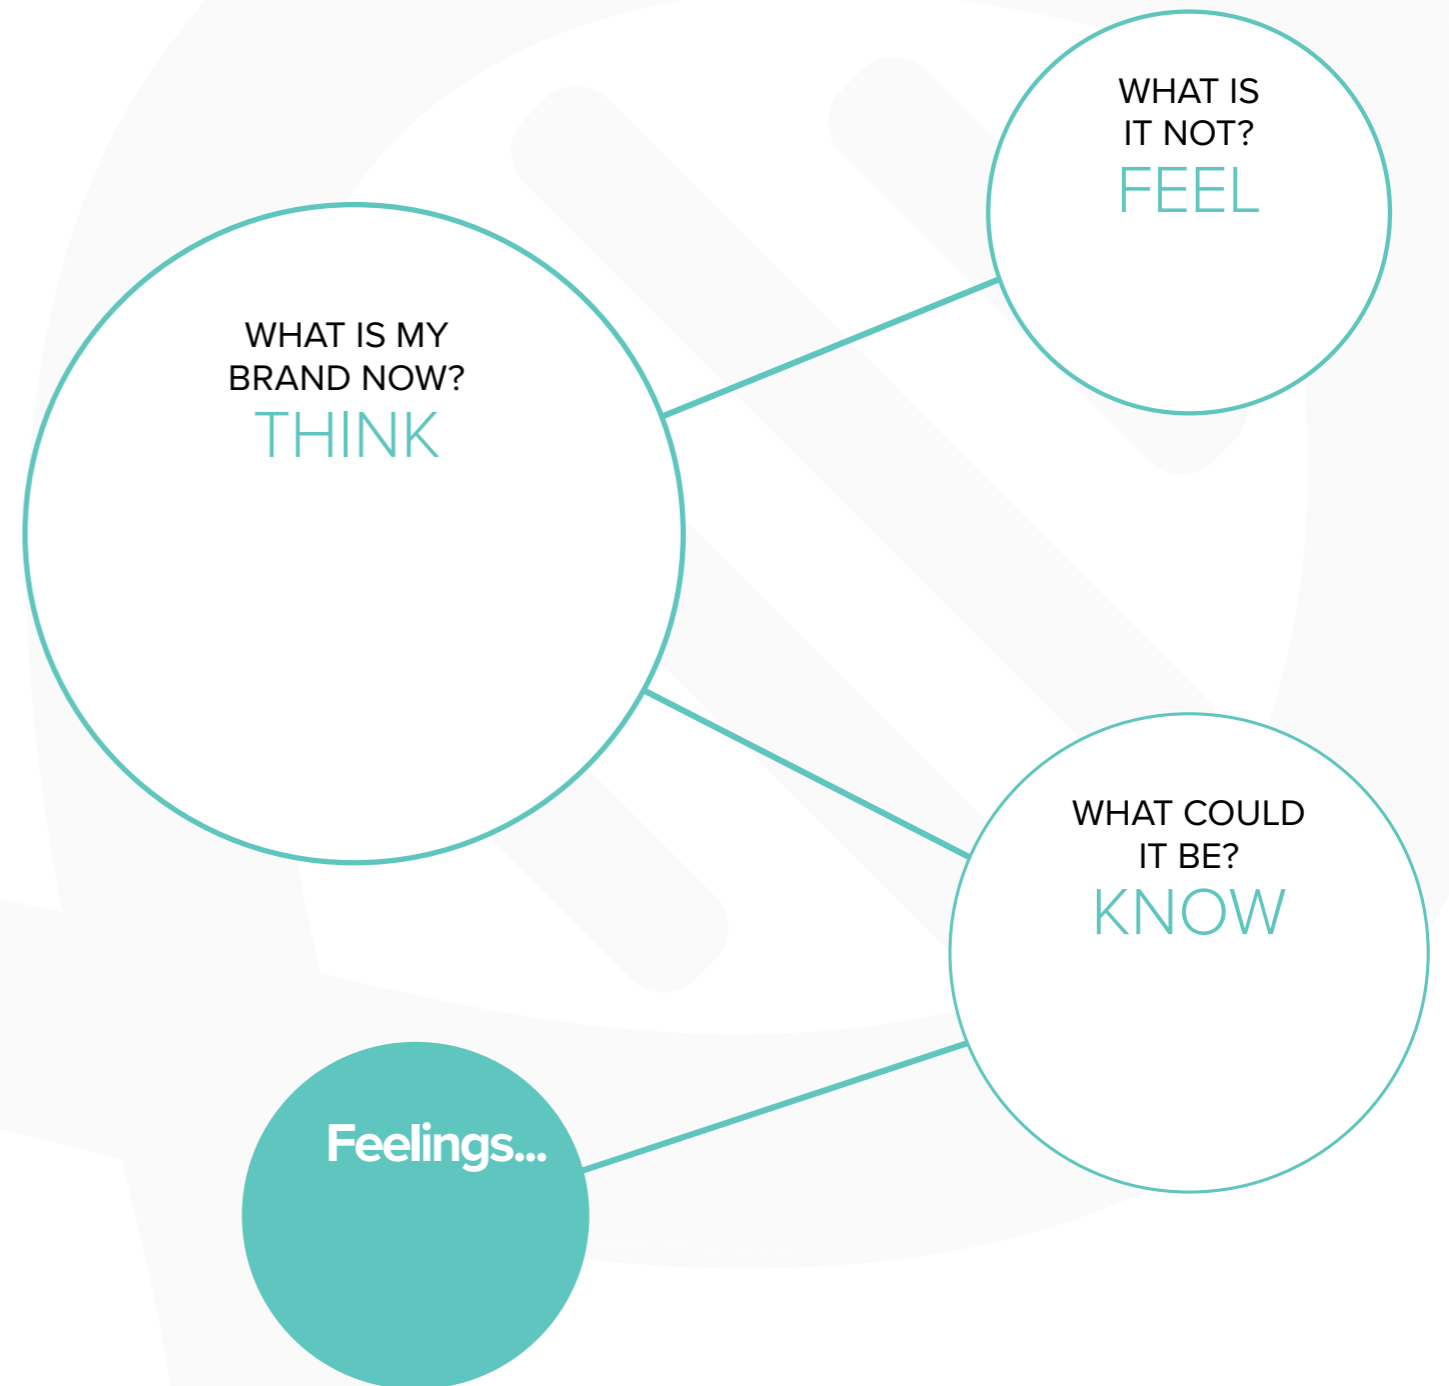 WHAT IS
IT NOT?
FEEL
WHAT IS MY
BRAND NOW?
THINK
WHAT COULD
IT BE?
KNOW
Feelings...